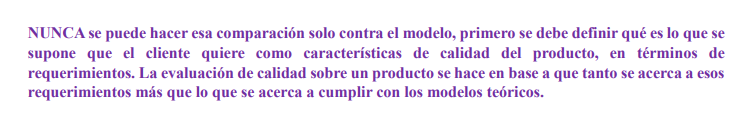 NUNCA se puede hacer esa comparación solo contra el modelo, primero se debe definir qué es lo que se
supone que el cliente quiere como características de calidad del producto, en términos de
requerimientos. La evaluación de calidad sobre un producto se hace en base a que tanto se acerca a esos
requerimientos más que lo que se acerca a cumplir con los modelos teóricos.